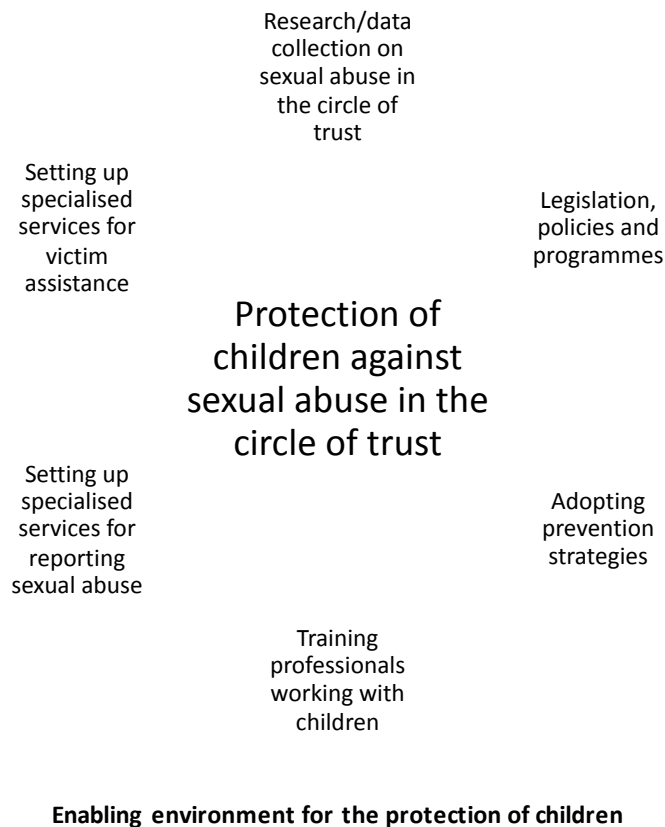 Research/data
collection on
sexual abuse in
the circle of
trust
Legislation,
policies and
programmes
Adopting
prevention
strategies
Training
professionals
working with
children
Setting up
specialised
services for
reporting
sexual abuse
Setting up
specialised
services for
victim
assistance
Protection of
children against
sexual abuse in the
circle of trust
Enabling environment for the protection of children